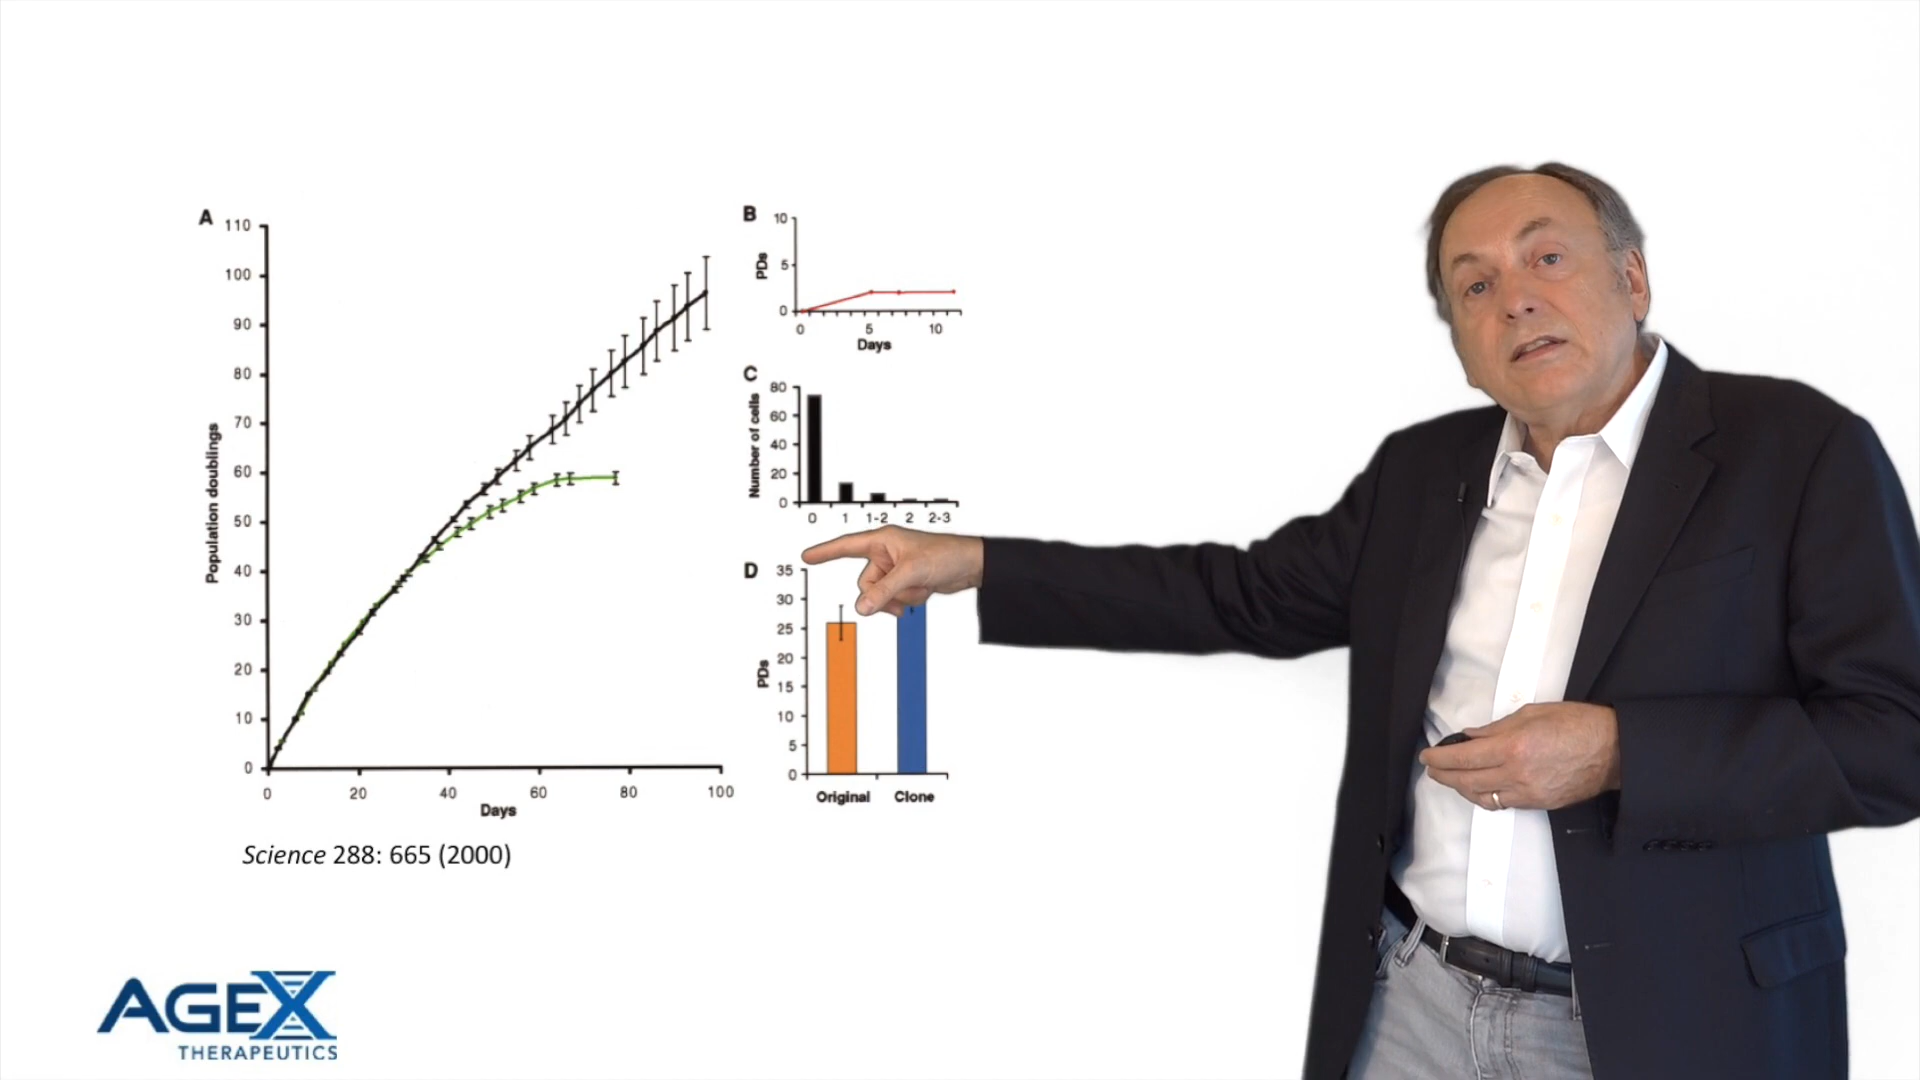 A
110
100
90
80
70
60
50
40
30
20
10
0
Population doublings
0 20 40 60 80 100
Days
B
10
5
0
PDs
0 5 10
Days
C
80
60
40
20
0
Number of cells
0 1 1-2 2 2-3
D
35
30
25
20
15
10
5
0
PDs
Original Clone
Science 288: 665 (2000)
AGEX
THERAPEUTICS